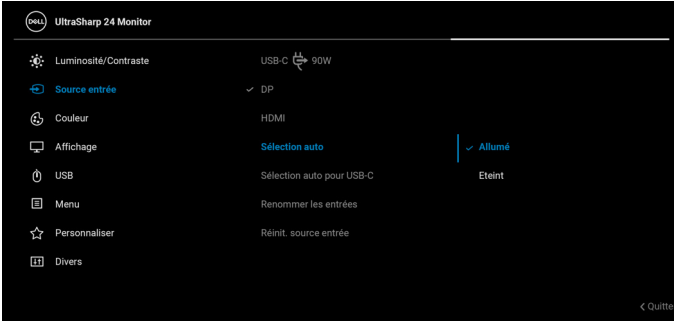 DELL UltraSharp 24 Monitor
Luminosité/Contraste USB-C 90W
Source entrée DP
Couleur HDMI
Affichage Sélection auto Allumé
USB Sélection auto pour USB-C Eteint
Menu Renommer les entrées
Personnaliser Réinit. source entrée
Divers
Quitte